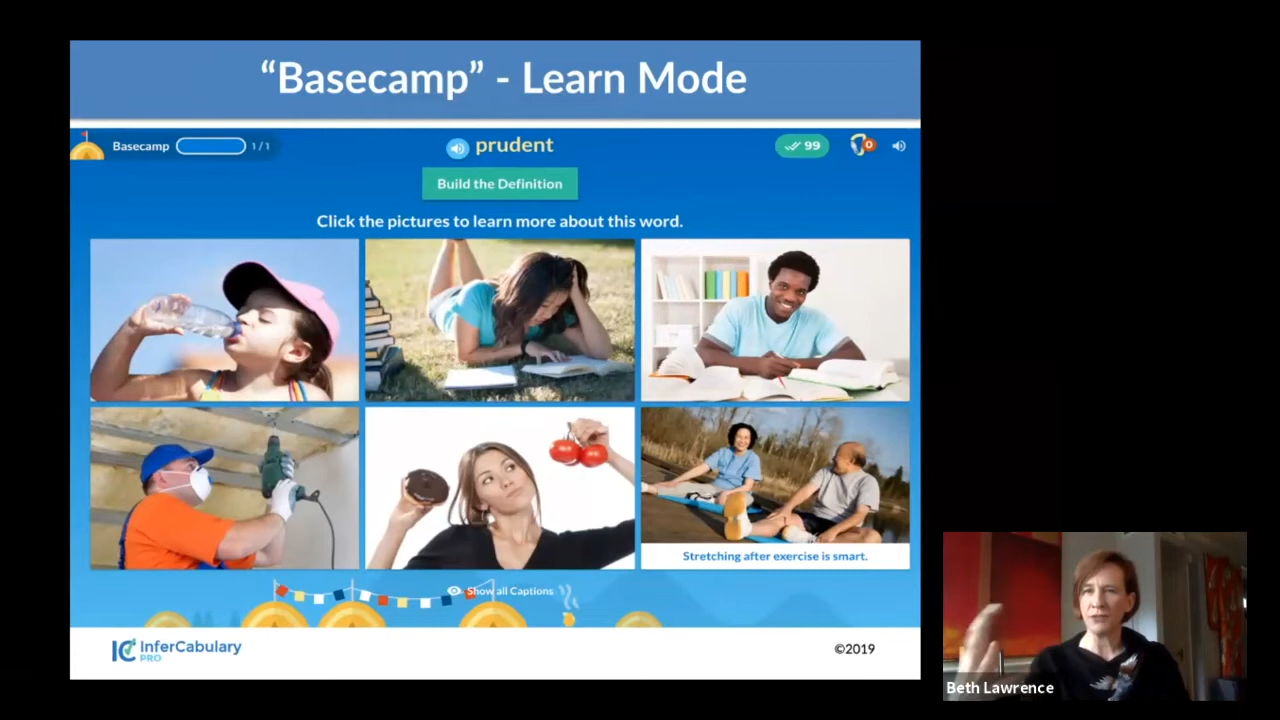 “Basecamp” - Learn Mode
Basecamp 1 / 1
prudent
99
0
Build the Definition
Click the pictures to learn more about this word.
Stretching after exercise is smart.
Show all Captions
IC InferCabulary
PRO
©2019
Beth Lawrence